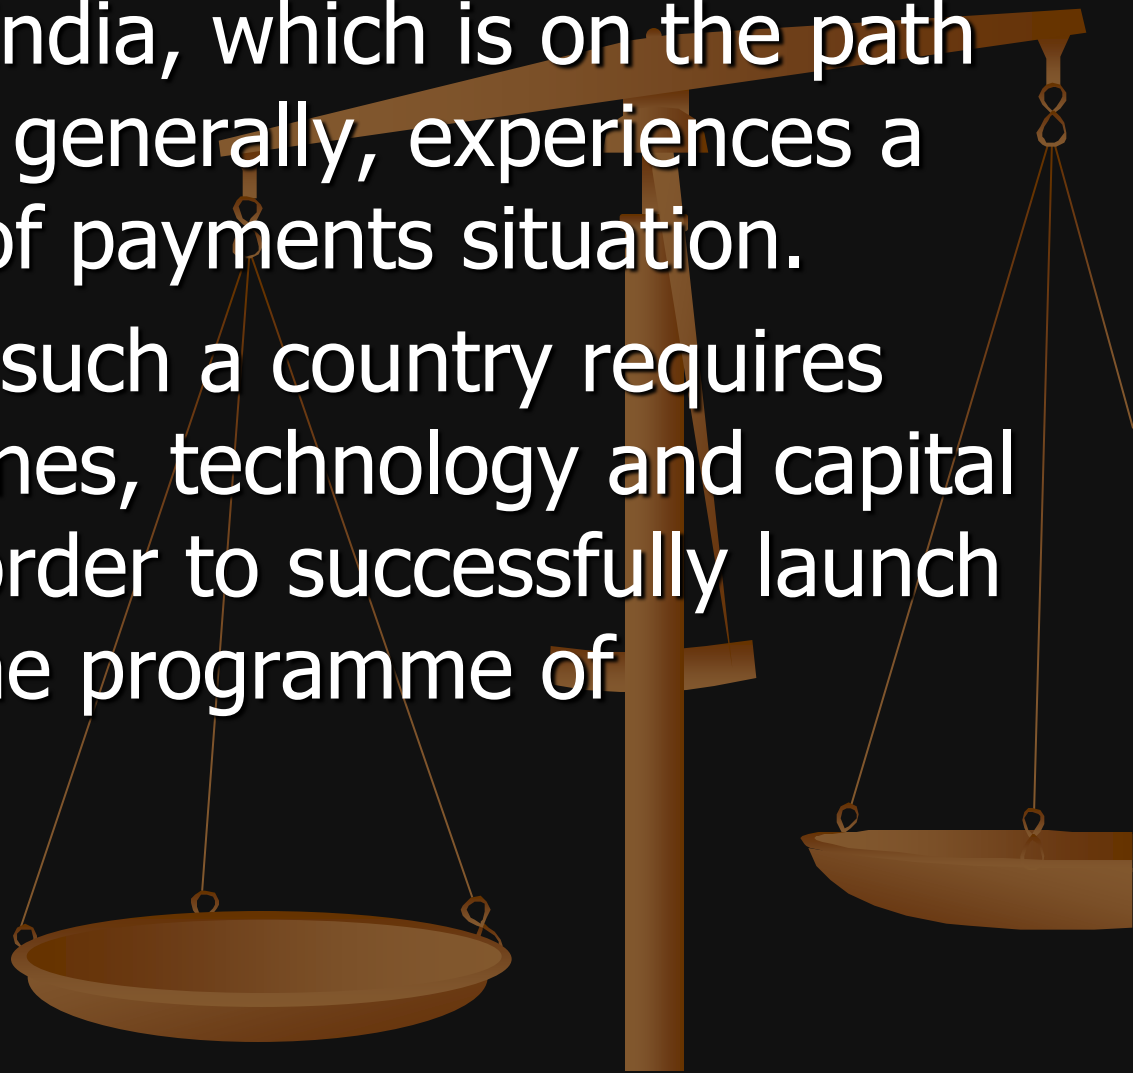 ndia, which is on the path
generally, experiences a
of payments situation.
such a country requires
nes, technology and capital
order to successfully launch
ne programme of